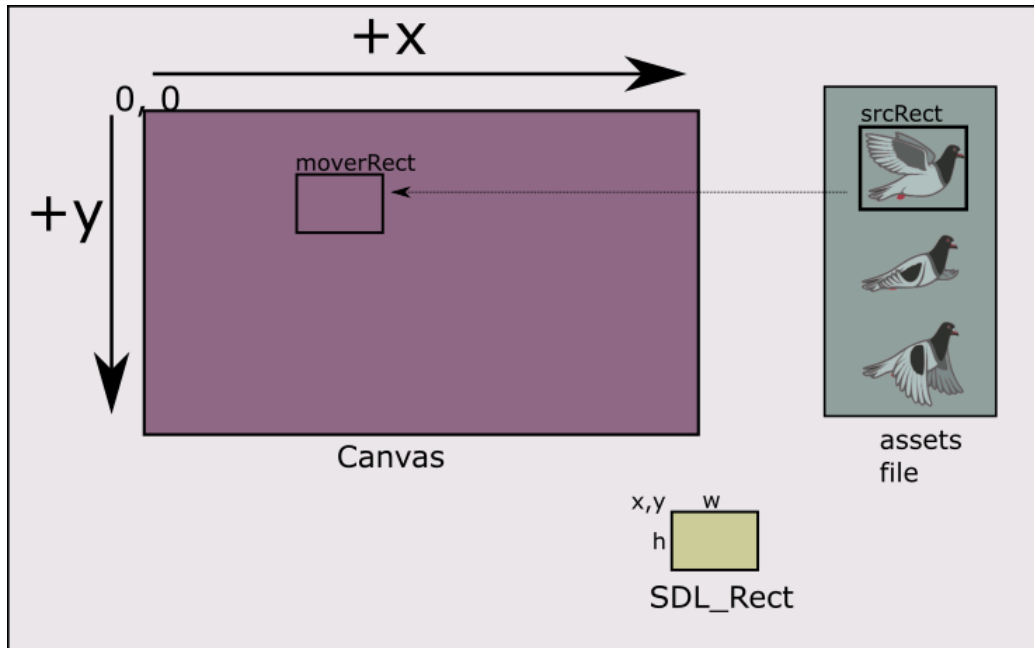 +x
0, 0
srcRect
moverRect
+y
Canvas
assets
file
x,y
w
h
SDL_Rect